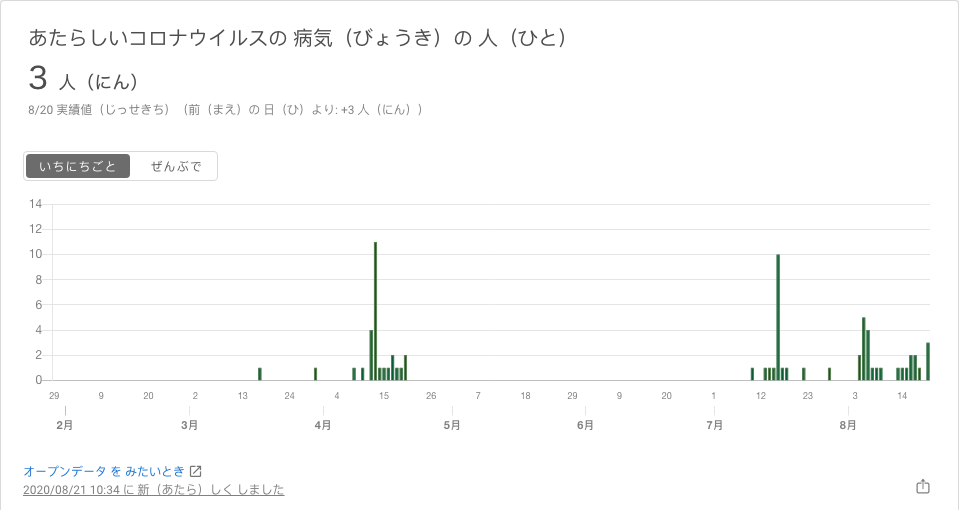 あたらしいコロナウイルスの 病気（びょうき）の 人（ひと）
3 人（にん）
8/20 実績値（じっせきち）（前（まえ）の 日（ひ）より: +3 人（にん））
いちにちごと ぜんぶで
14
12
10
8
6
4
2
0
29 9 20 2 13 24 4 15 26 7 18 29 9 20 1 12 23 3 14
2月 3月 4月 5月 6月 7月 8月
オープンデータ を みたいとき
2020/08/21 10:34 に 新（あたら）しく しました